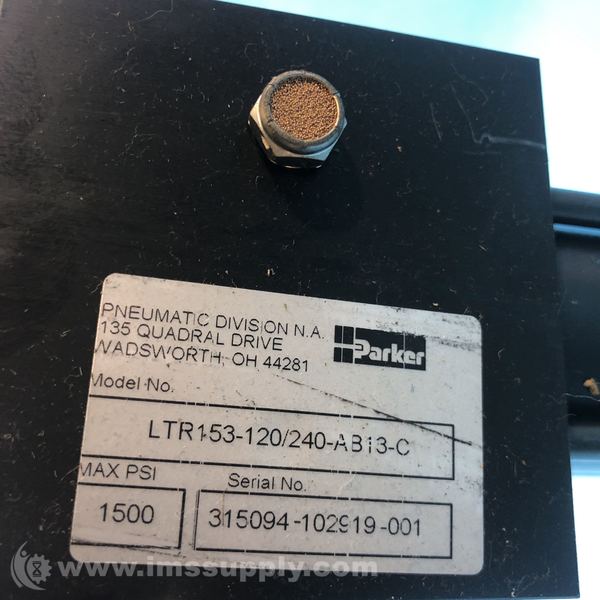 PNEUMATIC DIVISION N.A.
135 QUADRAL DRIVE
WADSWORTH, OH 44281
Parker
Model No.
LTR153-120/240-AB13-C
MAX PSI
Serial No.
1500
315094-102919-001
www.imssupply.com